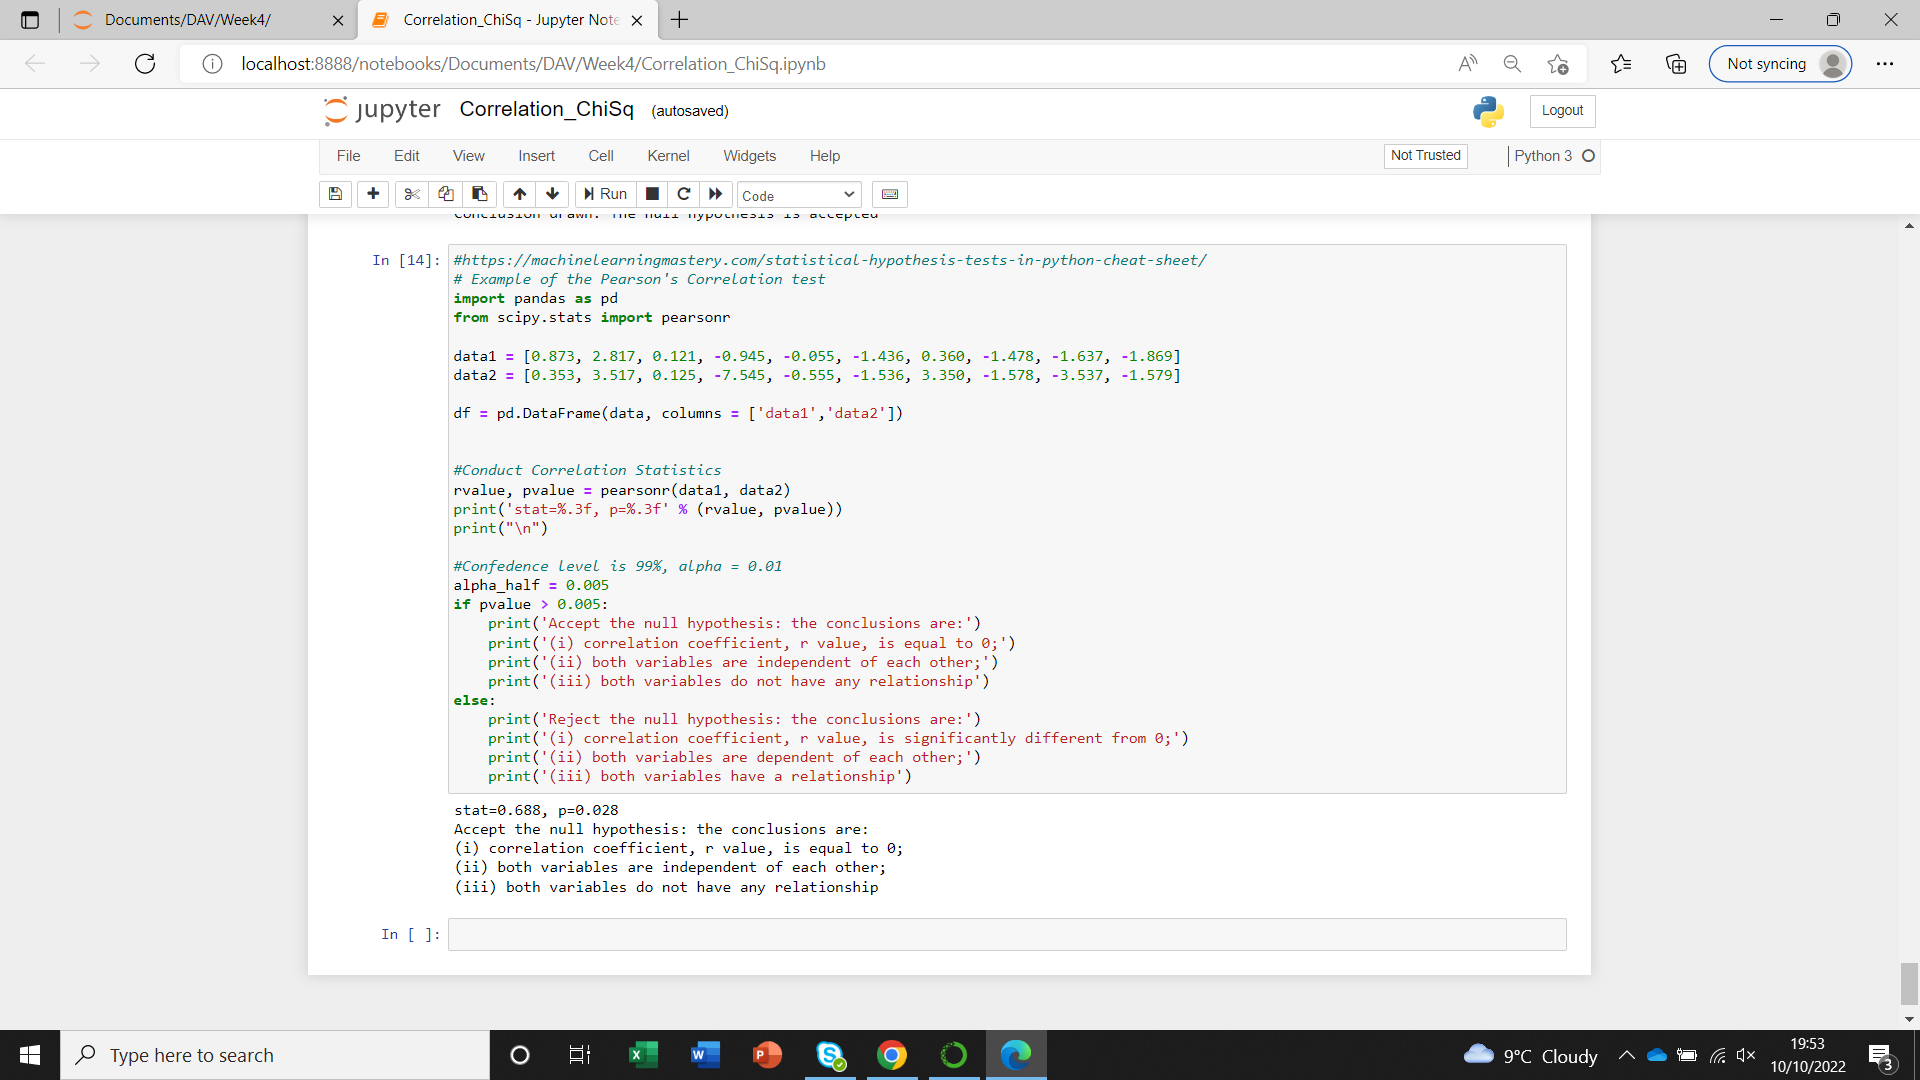 Documents/DAV/Week4/
Correlation_ChiSq - Jupyter Note
localhost:8888/notebooks/Documents/DAV/Week4/Correlation_ChiSq.ipynb
Not syncing
jupyter Correlation_ChiSq (autosaved)
Logout
File Edit View Insert Cell Kernel Widgets Help
Not Trusted
Python 3
Run
Code
Conclusion drawn: The null hypothesis is accepted
In [14]:
#https://machinelearningmastery.com/statistical-hypothesis-tests-in-python-cheat-sheet/
# Example of the Pearson's Correlation test
import pandas as pd
from scipy.stats import pearsonr
data1 = [0.873, 2.817, 0.121, -0.945, -0.055, -1.436, 0.360, -1.478, -1.637, -1.869]
data2 = [0.353, 3.517, 0.125, -7.545, -0.555, -1.536, 3.350, -1.578, -3.537, -1.579]
df = pd.DataFrame(data, columns = ['data1','data2'])
#Conduct Correlation Statistics
rvalue, pvalue = pearsonr(data1, data2)
print('stat=%.3f, p=%.3f' % (rvalue, pvalue))
print("\n")
#Confedence level is 99%, alpha = 0.01
alpha_half = 0.005
if pvalue > 0.005:
    print('Accept the null hypothesis: the conclusions are:')
    print('(i) correlation coefficient, r value, is equal to 0;')
    print('(ii) both variables are independent of each other;')
    print('(iii) both variables do not have any relationship')
else:
    print('Reject the null hypothesis: the conclusions are:')
    print('(i) correlation coefficient, r value, is significantly different from 0;')
    print('(ii) both variables are dependent of each other;')
    print('(iii) both variables have a relationship')
stat=0.688, p=0.028
Accept the null hypothesis: the conclusions are:
(i) correlation coefficient, r value, is equal to 0;
(ii) both variables are independent of each other;
(iii) both variables do not have any relationship
In [ ]:
Type here to search
9°C Cloudy
19:53
10/10/2022
3